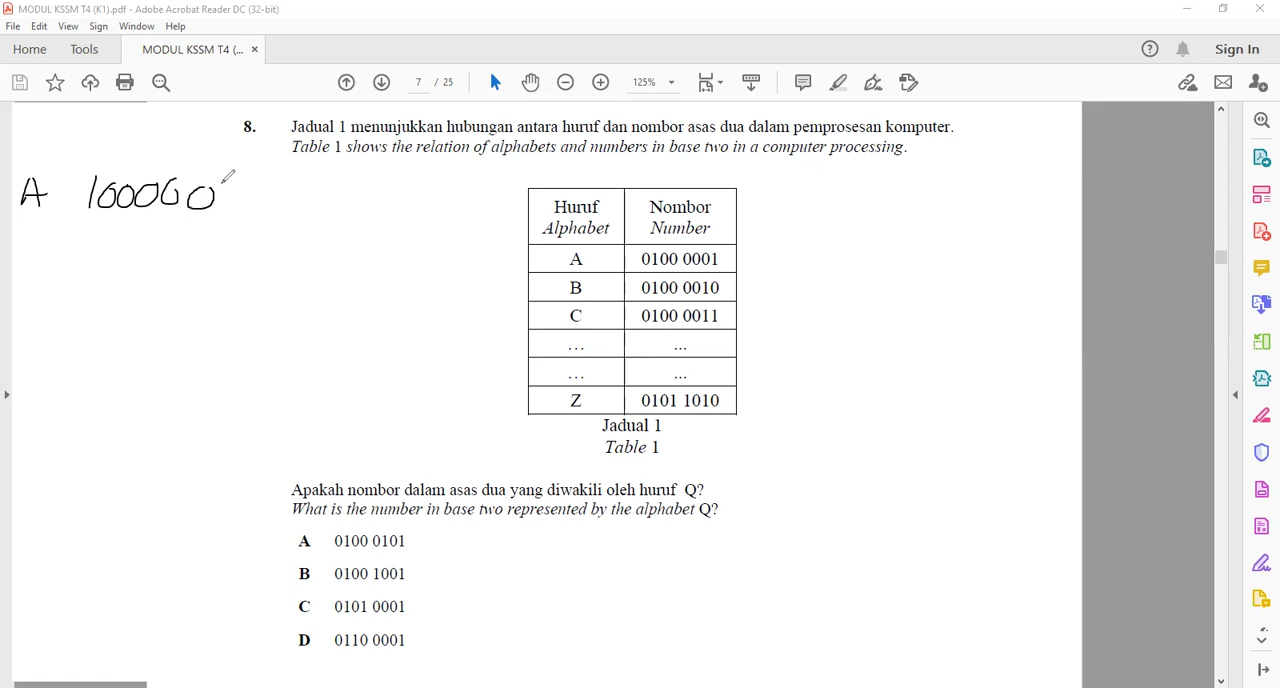 MODUL KSSM T4 (K1).pdf - Adobe Acrobat Reader DC (32-bit)
File Edit View Sign Window Help
Home Tools MODUL KSSM T4 (... × Sign In
7 / 25 125%
8. Jadual 1 menunjukkan hubungan antara huruf dan nombor asas dua dalam pemprosesan komputer.
Table 1 shows the relation of alphabets and numbers in base two in a computer processing.
A 100000
Huruf Nombor
Alphabet Number
A 0100 0001
B 0100 0010
C 0100 0011
... ...
... ...
Z 0101 1010
Jadual 1
Table 1
Apakah nombor dalam asas dua yang diwakili oleh huruf Q?
What is the number in base two represented by the alphabet Q?
A 0100 0101
B 0100 1001
C 0101 0001
D 0110 0001